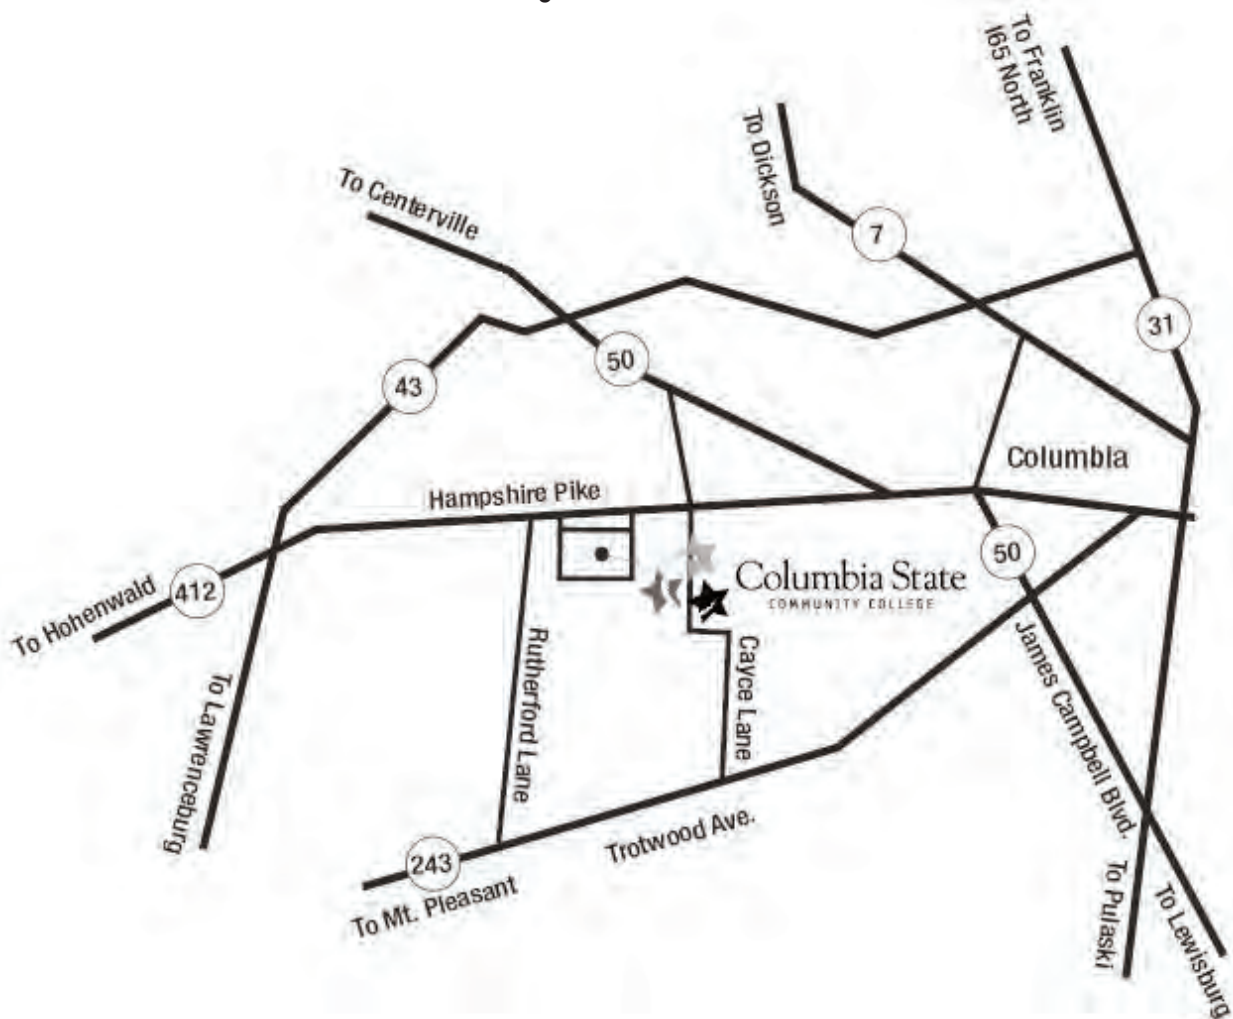 To Franklin
I65 North
To Dickson
To Centerville
7
31
50
43
Columbia
Hampshire Pike
50
Columbia State
COMMUNITY COLLEGE
412
To Hohenwald
Rutherford Lane
Cayce Lane
James Campbell Blvd.
To Lawrenceburg
Trotwood Ave.
243
To Mt. Pleasant
To Pulaski
To Lewisburg